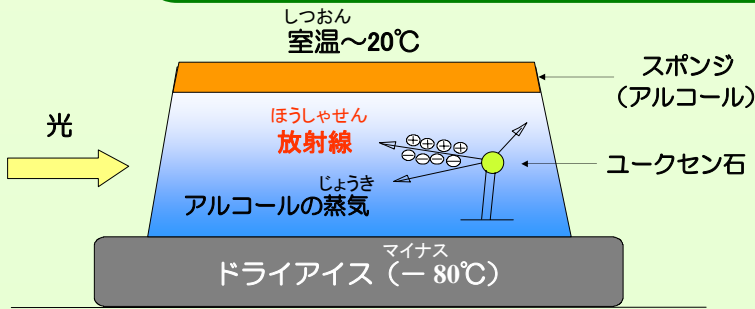 しつおん
室温～20℃
スポンジ
（アルコール）
光
ほうしゃせん
放射線
ユークセン石
じょうき
アルコールの蒸気
マイナス
ドライアイス（－80℃）